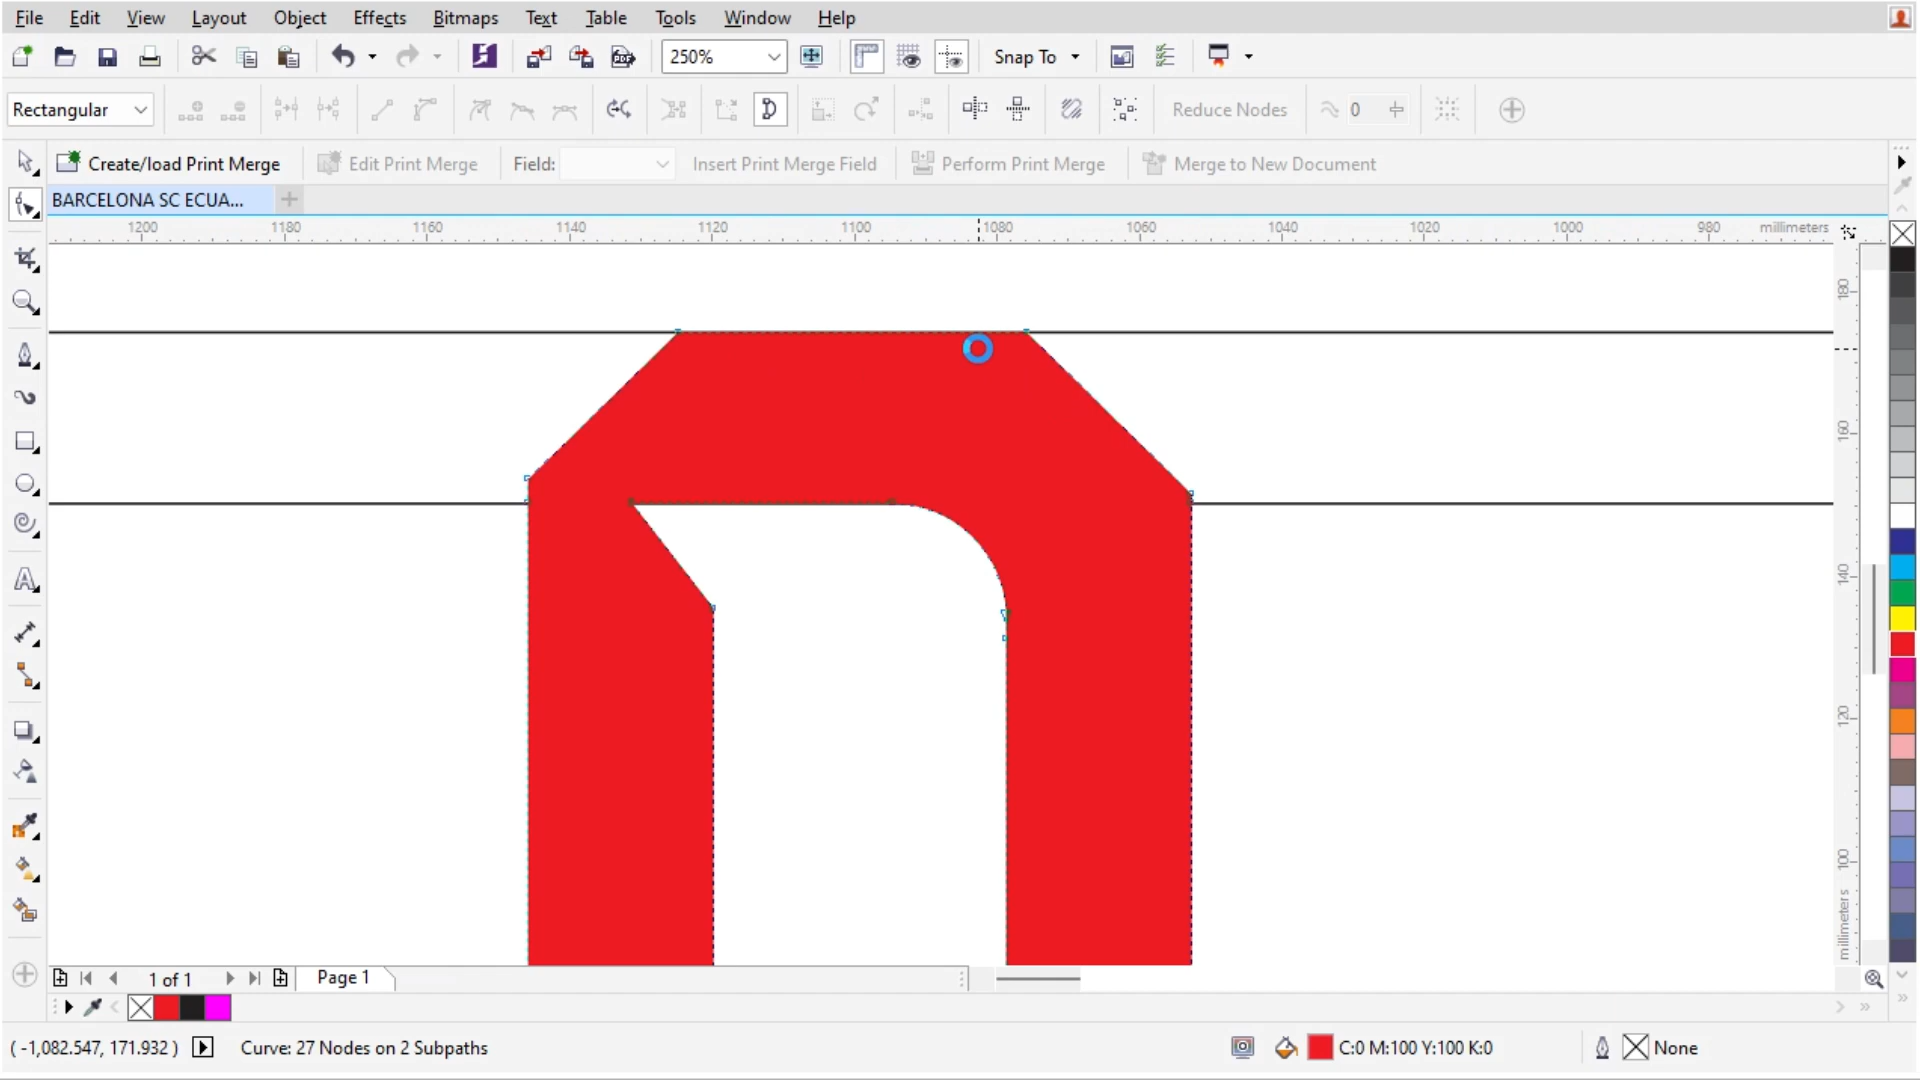 File Edit View Layout Object Effects Bitmaps Text Table Tools Window Help
PDF 250% Snap To
Rectangular Reduce Nodes 0
Create/load Print Merge Edit Print Merge Field: Insert Print Merge Field Perform Print Merge Merge to New Document
BARCELONA SC ECUA...
1200 1180 1160 1140 1120 1100 1080 1060 1040 1020 1000 980 millimeters
180
160
140
120
100
millimeters
1 of 1 Page 1
( -1,082.547, 171.932 ) Curve: 27 Nodes on 2 Subpaths C:0 M:100 Y:100 K:0 None